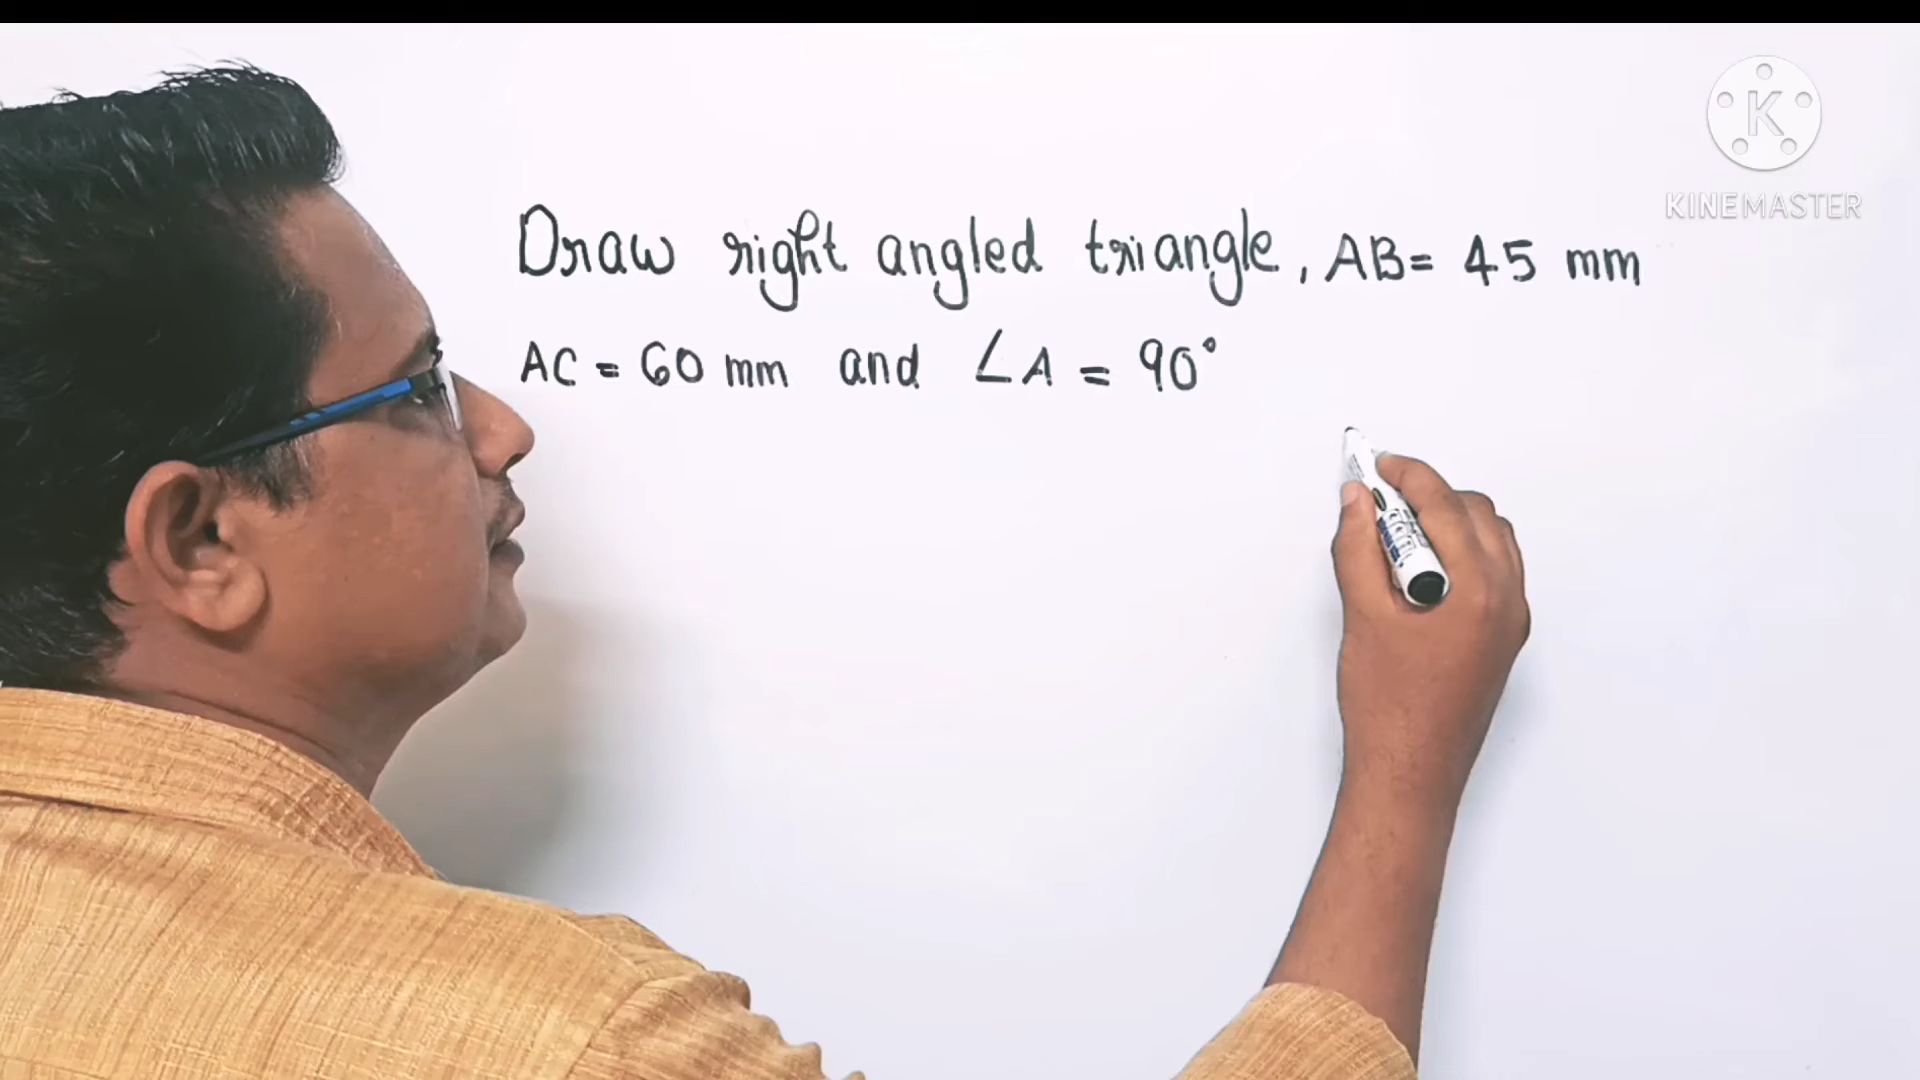 KINEMASTER
Draw right angled triangle, AB = 45 mm
AC = 60 mm and ∠A = 90°